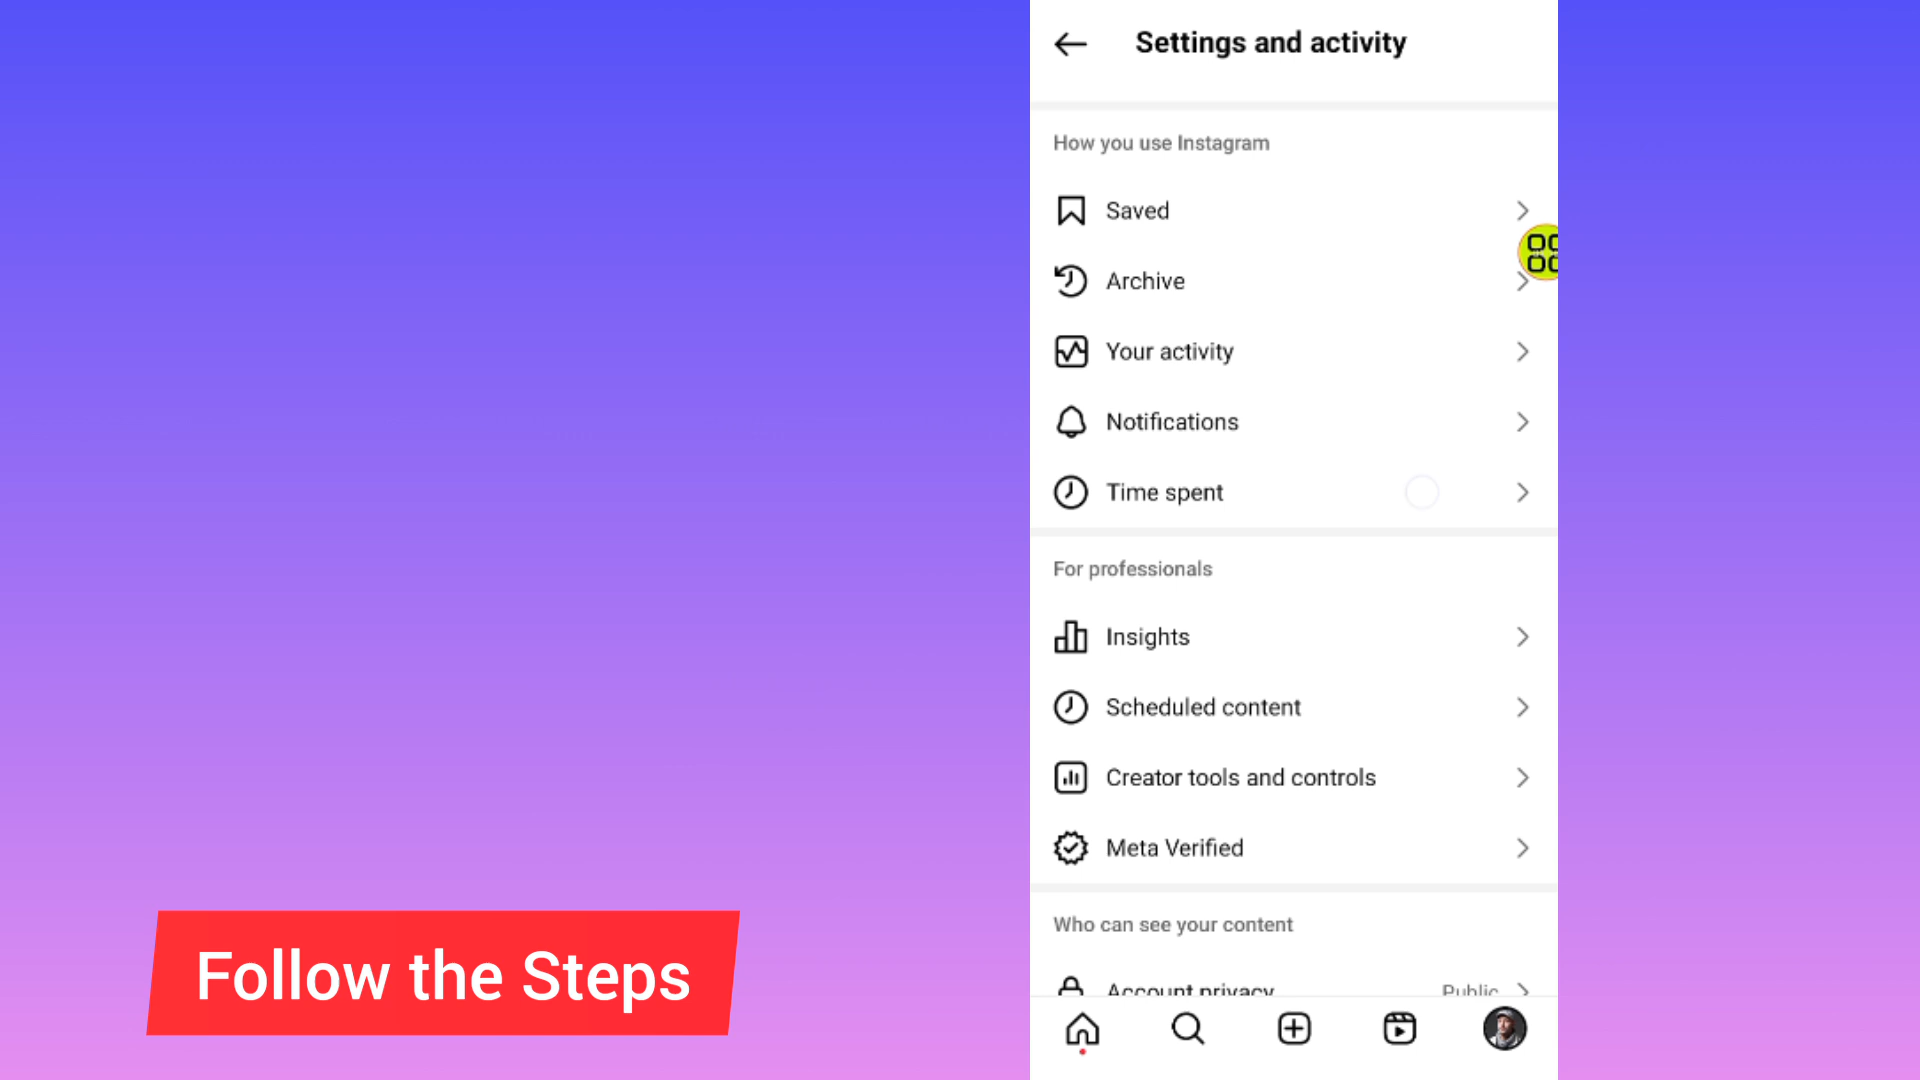 Settings and activity
How you use Instagram
Saved
Archive
Your activity
Notifications
Time spent
For professionals
Insights
Scheduled content
Creator tools and controls
Meta Verified
Who can see your content
Account privacy Public
Follow the Steps